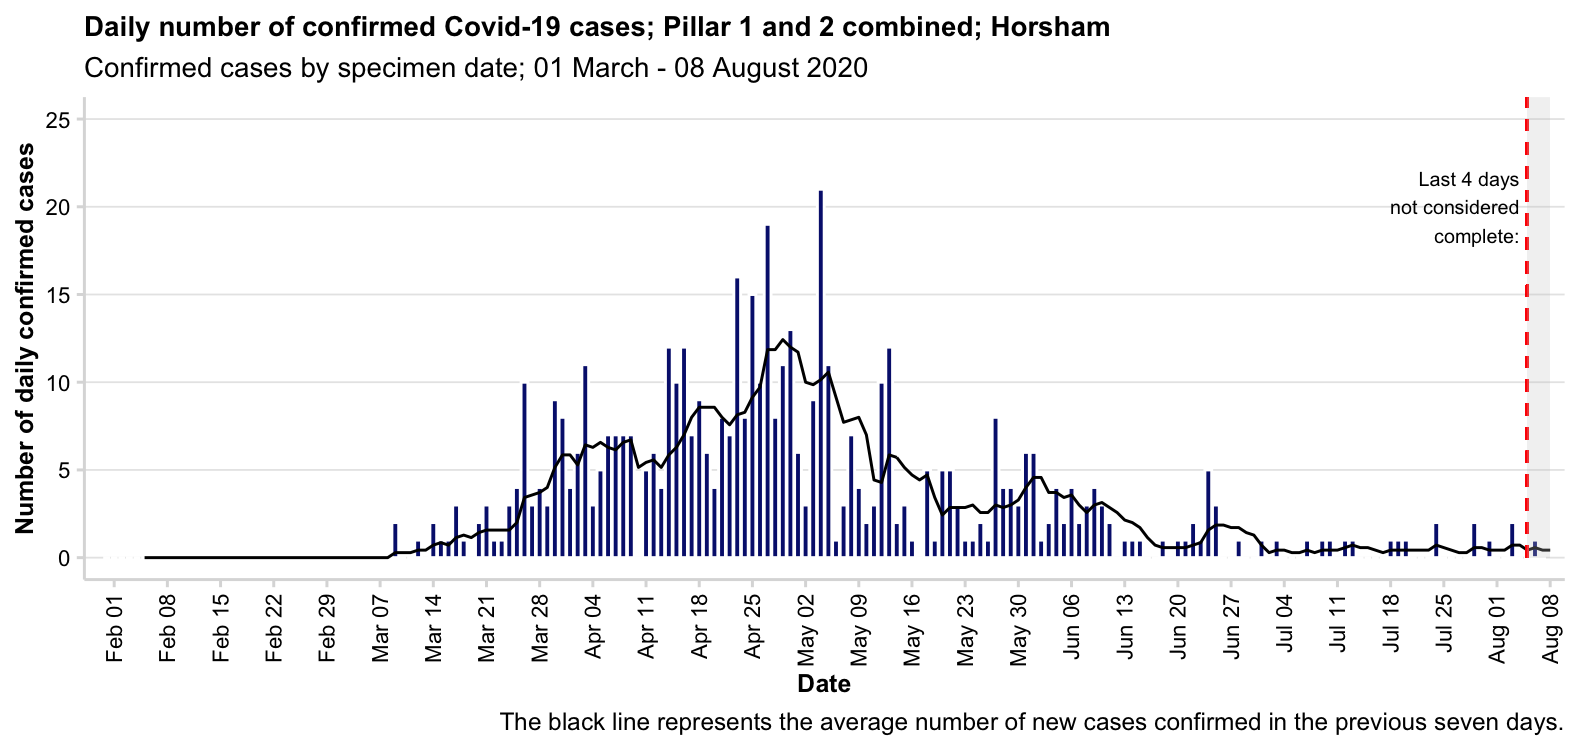 Daily number of confirmed Covid-19 cases; Pillar 1 and 2 combined; Horsham
Confirmed cases by specimen date; 01 March - 08 August 2020
Number of daily confirmed cases
25
20
15
10
5
0
Last 4 days
not considered
complete:
Feb 01
Feb 08
Feb 15
Feb 22
Feb 29
Mar 07
Mar 14
Mar 21
Mar 28
Apr 04
Apr 11
Apr 18
Apr 25
May 02
May 09
May 16
May 23
May 30
Jun 06
Jun 13
Jun 20
Jun 27
Jul 04
Jul 11
Jul 18
Jul 25
Aug 01
Aug 08
Date
The black line represents the average number of new cases confirmed in the previous seven days.